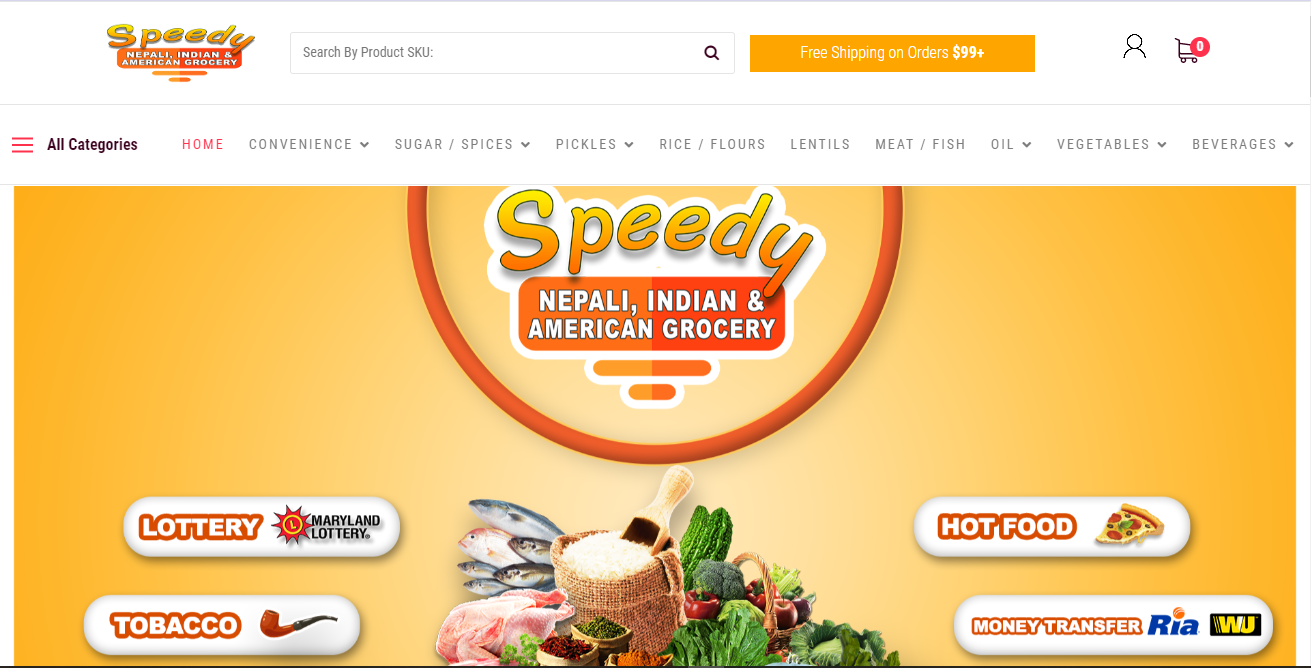 Speedy
NEPALI, INDIAN &
AMERICAN GROCERY
Search By Product SKU:
Free Shipping on Orders $99+
0
All Categories
HOME
CONVENIENCE
SUGAR / SPICES
PICKLES
RICE / FLOURS
LENTILS
MEAT / FISH
OIL
VEGETABLES
BEVERAGES
Speedy
NEPALI, INDIAN &
AMERICAN GROCERY
LOTTERY
MARYLAND
LOTTERY®
HOT FOOD
TOBACCO
MONEY TRANSFER Ria WU